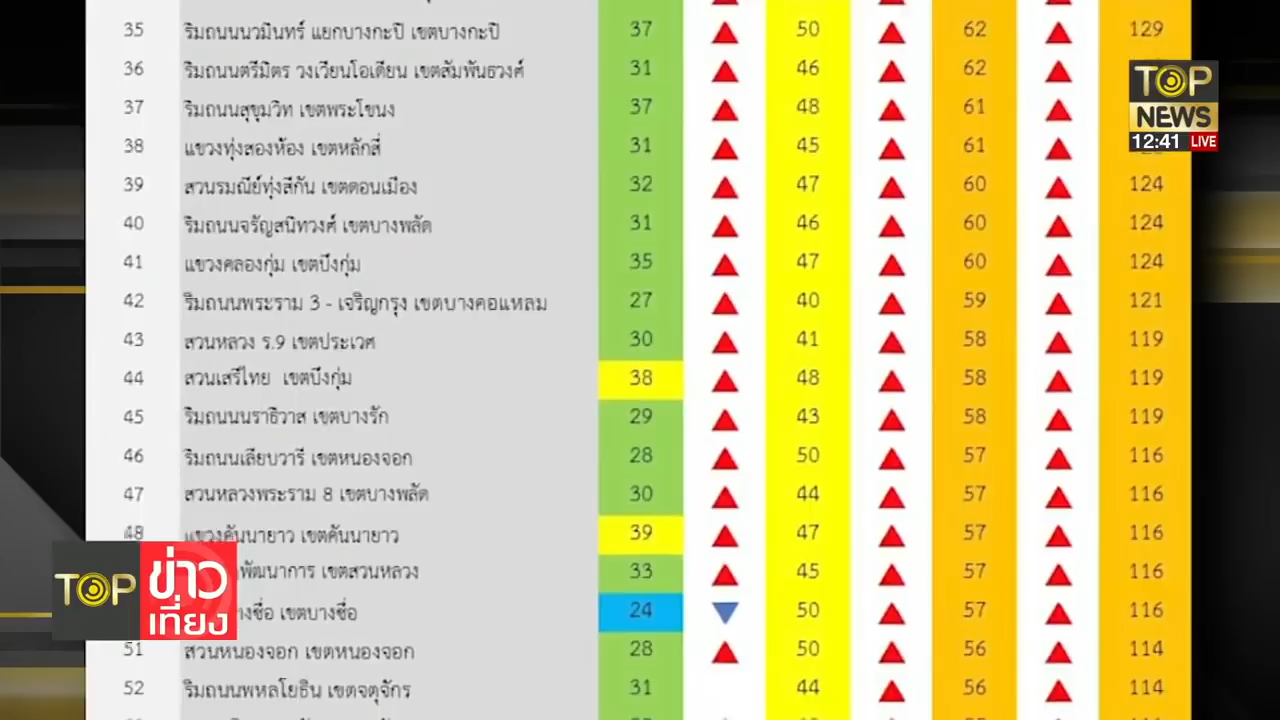 35 ริมถนนนวมินทร์ แยกบางกะปิ เขตบางกะปิ 37 50 62 129
36 ริมถนนตรีมิตร วงเวียนโอเดียน เขตสัมพันธวงศ์ 31 46 62
37 ริมถนนสุขุมวิท เขตพระโขนง 37 48 61
38 แขวงทุ่งสองห้อง เขตหลักสี่ 31 45 61
39 สวนรมณีย์ทุ่งสีกัน เขตดอนเมือง 32 47 60 124
40 ริมถนนจรัญสนิทวงศ์ เขตบางพลัด 31 46 60 124
41 แขวงคลองกุ่ม เขตบึงกุ่ม 35 47 60 124
42 ริมถนนพระราม 3 - เจริญกรุง เขตบางคอแหลม 27 40 59 121
43 สวนหลวง ร.9 เขตประเวศ 30 41 58 119
44 สวนเสรีไทย เขตบึงกุ่ม 38 48 58 119
45 ริมถนนนราธิวาส เขตบางรัก 29 43 58 119
46 ริมถนนเลียบวารี เขตหนองจอก 28 50 57 116
47 สวนหลวงพระราม 8 เขตบางพลัด 30 44 57 116
48 แขวงคันนายาว เขตคันนายาว 39 47 57 116
พัฒนาการ เขตสวนหลวง 33 45 57 116
เขตบางซื่อ 24 50 57 116
51 สวนหนองจอก เขตหนองจอก 28 50 56 114
52 ริมถนนพหลโยธิน เขตจตุจักร 31 44 56 114
TOP
NEWS
12:41 LIVE
TOP
ข่าว
เที่ยง